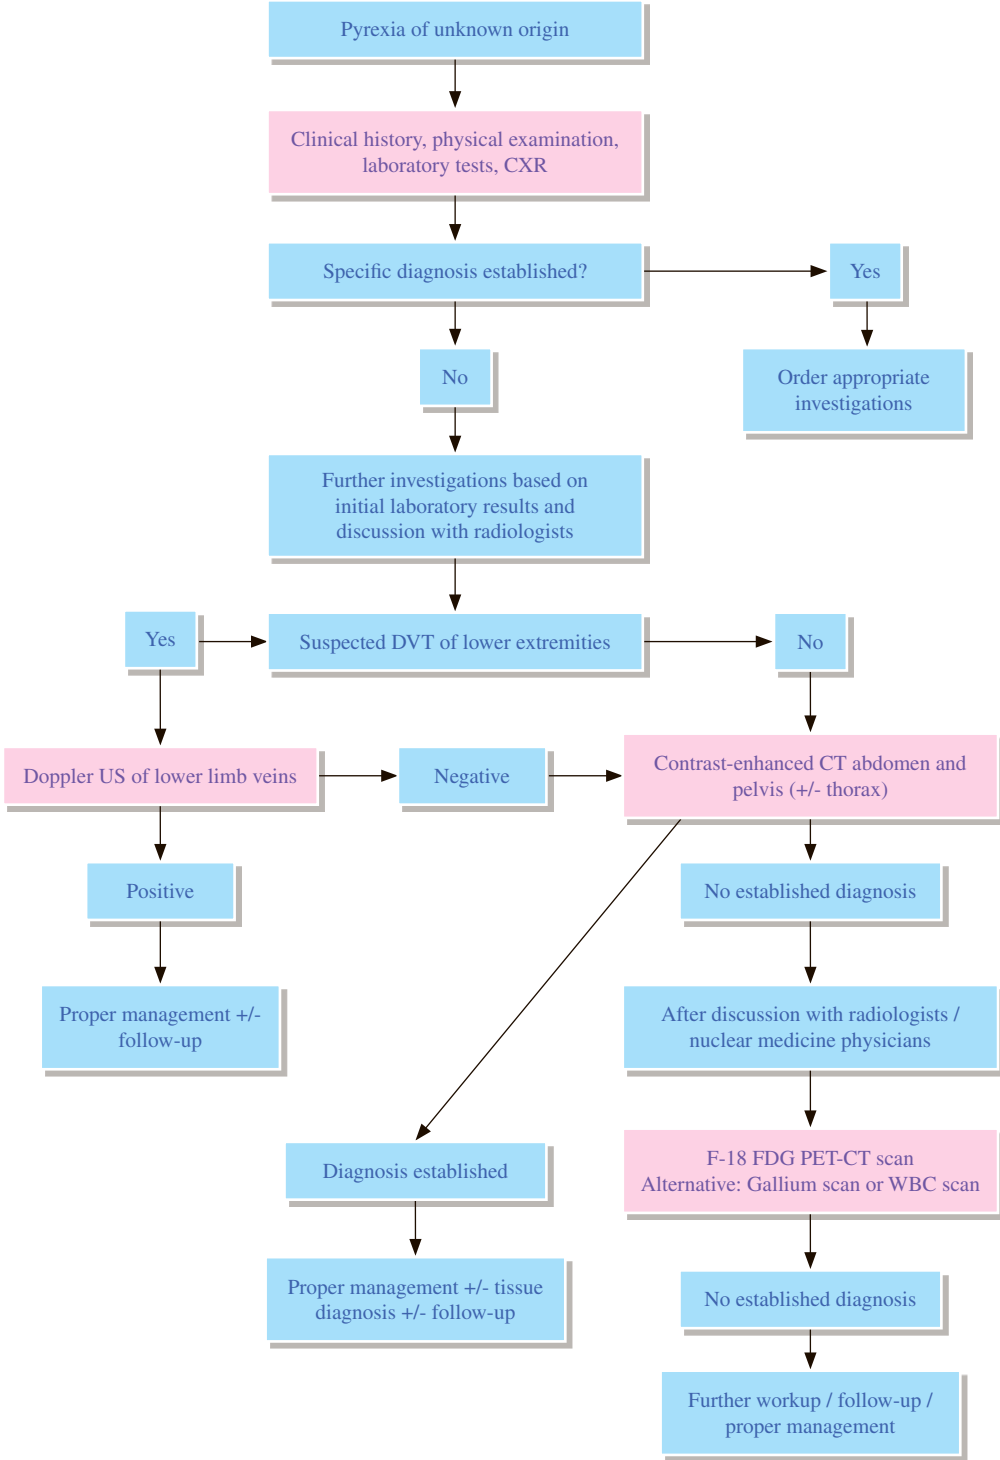 Pyrexia of unknown origin
Clinical history, physical examination,
laboratory tests, CXR
Specific diagnosis established?
Yes
No
Order appropriate
investigations
Further investigations based on
initial laboratory results and
discussion with radiologists
Yes
Suspected DVT of lower extremities
No
Doppler US of lower limb veins
Negative
Contrast-enhanced CT abdomen and
pelvis (+/- thorax)
Positive
No established diagnosis
Proper management +/-
follow-up
After discussion with radiologists /
nuclear medicine physicians
Diagnosis established
F-18 FDG PET-CT scan
Alternative: Gallium scan or WBC scan
Proper management +/- tissue
diagnosis +/- follow-up
No established diagnosis
Further workup / follow-up /
proper management